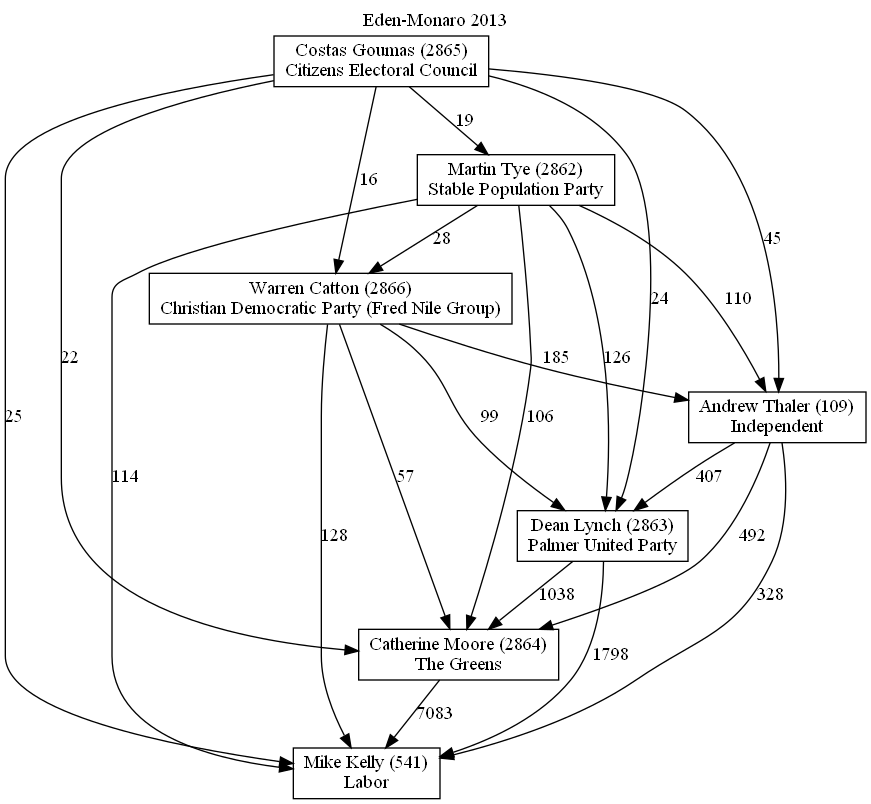 Eden-Monaro 2013
Costas Goumas (2865)
Citizens Electoral Council
19
Martin Tye (2862)
Stable Population Party
16
28
45
Warren Catton (2866)
Christian Democratic Party (Fred Nile Group)
24
110
22
126
185
Andrew Thaler (109)
Independent
25
99
106
114
57
407
Dean Lynch (2863)
Palmer United Party
128
492
1038
328
Catherine Moore (2864)
The Greens
1798
7083
Mike Kelly (541)
Labor